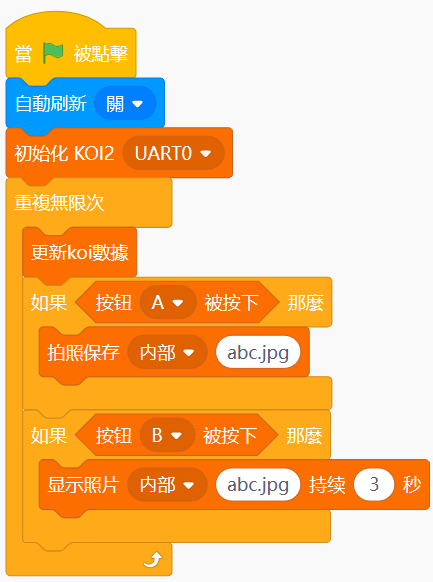 當 被點擊
自動刷新 開
初始化 KOI2 UART0
重複無限次
更新koi數據
如果 按钮 A 被按下 那麼
拍照保存 内部 abc.jpg
如果 按钮 B 被按下 那麼
显示照片 内部 abc.jpg 持续 3 秒